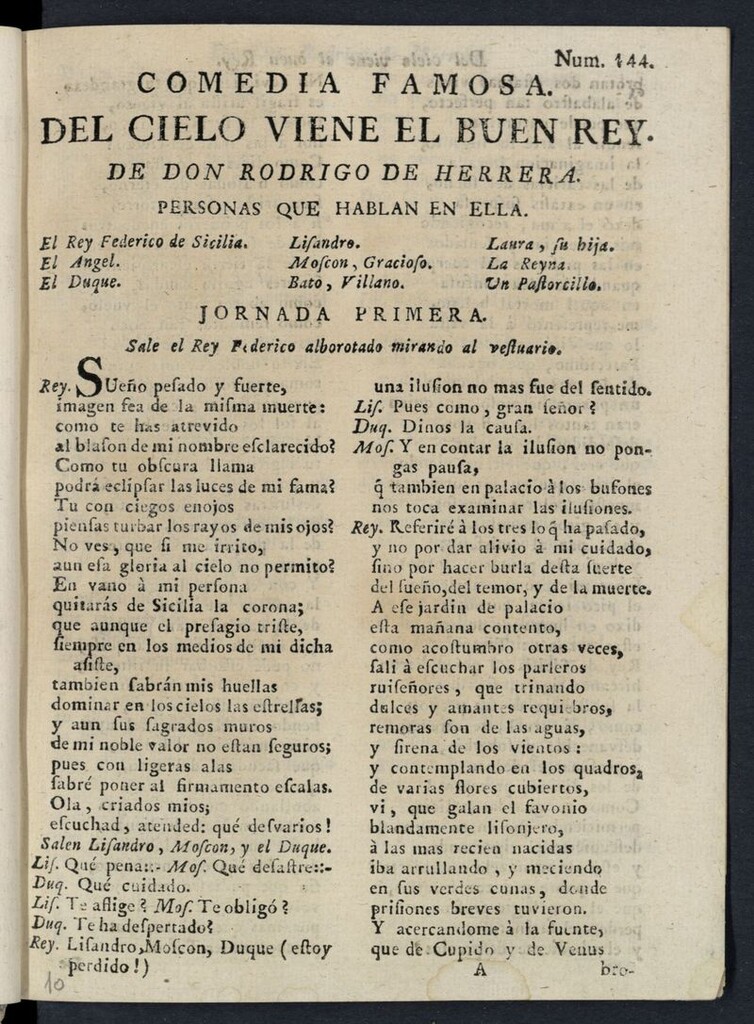 Num. 144.
COMEDIA FAMOSA.
DEL CIELO VIENE EL BUEN REY.
DE DON RODRIGO DE HERRERA.
PERSONAS QUE HABLAN EN ELLA.
El Rey Federico de Sicilia.
El Angel.
El Duque.
Liſandro.
Moſcon, Gracioſo.
Bato, Villano.
Laura, ſu hija.
La Reyna.
Un Paſtorcillo.
JORNADA PRIMERA.
Sale el Rey Federico alborotado mirando al veſtuario.
Rey. SUeño peſado y fuerte,
imagen fea de la miſma muerte:
como te has atrevido
al blaſon de mi nombre eſclarecido?
Como tu obſcura llama
podrá eclipſar las luces de mi fama?
Tu con ciegos enojos
pienſas turbar los rayos de mis ojos?
No ves, que ſi me irrito,
aun eſa gloria al cielo no permito?
En vano à mi perſona
quitarás de Sicilia la corona;
que aunque el preſagio triſte,
ſiempre en los medios de mi dicha
aſiſte,
tambien ſabrán mis huellas
dominar en los cielos las eſtrellas;
y aun ſus ſagrados muros
de mi noble valor no eſtan ſeguros;
pues con ligeras alas
ſabré poner al firmamento eſcalas.
Ola, criados mios;
eſcuchad, atended: qué deſvarios!
Salen Liſandro, Moſcon, y el Duque.
Liſ. Qué pena::- Moſ. Qué deſaſtre::-
Duq. Qué cuidado.
Liſ. Te aflige? Moſ. Te obligó?
Duq. Te ha deſpertado?
Rey. Liſandro, Moſcon, Duque (eſtoy
perdido!)
una iluſion no mas fue del ſentido.
Liſ. Pues como, gran ſeñor?
Duq. Dinos la cauſa.
Moſ. Y en contar la iluſion no pon-
gas pauſa,
q̃ tambien en palacio à los bufones
nos toca examinar las iluſiones.
Rey. Referiré à los tres lo q̃ ha paſado,
y no por dar alivio à mi cuidado,
ſino por hacer burla deſta ſuerte
del ſueño, del temor, y de la muerte.
A eſe jardin de palacio
eſta mañana contento,
como acoſtumbro otras veces,
ſali à eſcuchar los parleros
ruiſeñores, que trinando
dulces y amantes requiebros,
remoras ſon de las aguas,
y ſirena de los vientos:
y contemplando en los quadros,
de varias flores cubiertos,
vi, que galan el favonio
blandamente liſonjero,
à las mas recien nacidas
iba arrullando, y meciendo
en ſus verdes cunas, donde
priſiones breves tuvieron.
Y acercandome à la fuente,
que de Cupido y de Venus
A bro-
10